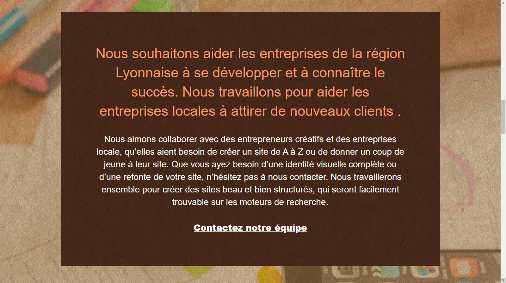 Nous souhaitons aider les entreprises de la région
Lyonnaise à se développer et à connaître le
succès. Nous travaillons pour aider les
entreprises locales à attirer de nouveaux clients .
Nous aimons collaborer avec des entrepreneurs créatifs et des entreprises
locale, qu'elles aient besoin de créer un site de A à Z ou de donner un coup de
jeune à leur site. Que vous ayez besoin d'une identité visuelle complète ou
d'une refonte de votre site, n'hésitez pas à nous contacter. Nous travaillerons
ensemble pour créer des sites beau et bien structurés, qui seront facilement
trouvable sur les moteurs de recherche.
Contactez notre équipe